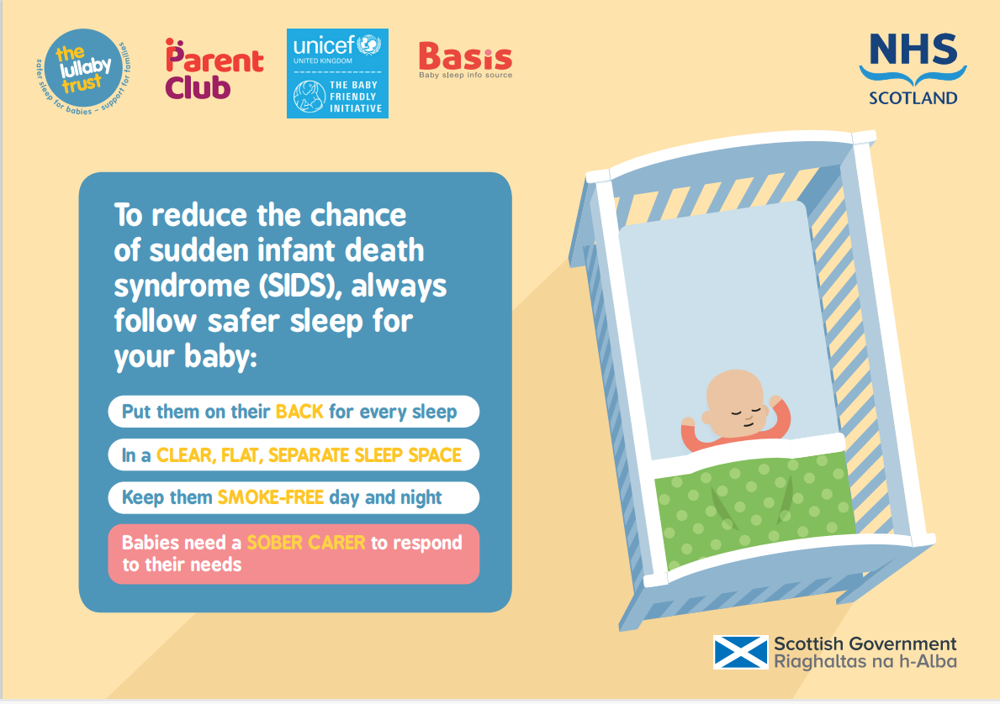 the
lullaby
trust
safer sleep for babies – support for families
Parent
Club
unicef
UNITED KINGDOM
THE BABY
FRIENDLY
INITIATIVE
Basis
Baby sleep info source
NHS
SCOTLAND
To reduce the chance
of sudden infant death
syndrome (SIDS), always
follow safer sleep for
your baby:
Put them on their BACK for every sleep
In a CLEAR, FLAT, SEPARATE SLEEP SPACE
Keep them SMOKE-FREE day and night
Babies need a SOBER CARER to respond
to their needs
Scottish Government
Riaghaltas na h-Alba